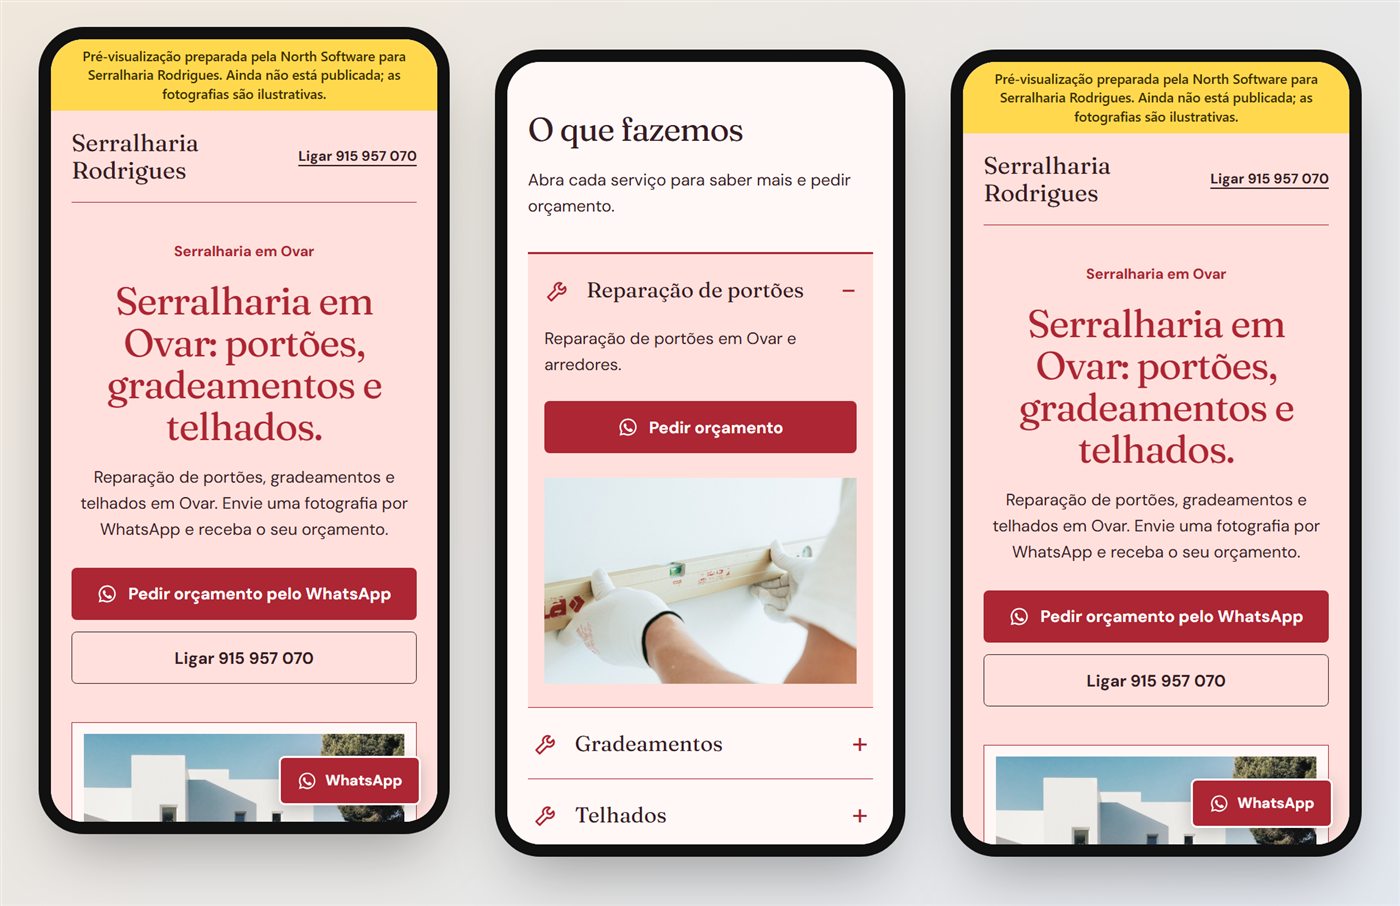 Pré-visualização preparada pela North Software para
Serralharia Rodrigues. Ainda não está publicada; as
fotografias são ilustrativas.
Serralharia
Rodrigues
Ligar 915 957 070
Serralharia em Ovar
Serralharia em
Ovar: portões,
gradeamentos e
telhados.
Reparação de portões, gradeamentos e
telhados em Ovar. Envie uma fotografia por
WhatsApp e receba o seu orçamento.
Pedir orçamento pelo WhatsApp
Ligar 915 957 070
WhatsApp
O que fazemos
Abra cada serviço para saber mais e pedir
orçamento.
Reparação de portões
Reparação de portões em Ovar e
arredores.
Pedir orçamento
Gradeamentos
Telhados
Pré-visualização preparada pela North Software para
Serralharia Rodrigues. Ainda não está publicada; as
fotografias são ilustrativas.
Serralharia
Rodrigues
Ligar 915 957 070
Serralharia em Ovar
Serralharia em
Ovar: portões,
gradeamentos e
telhados.
Reparação de portões, gradeamentos e
telhados em Ovar. Envie uma fotografia por
WhatsApp e receba o seu orçamento.
Pedir orçamento pelo WhatsApp
Ligar 915 957 070
WhatsApp